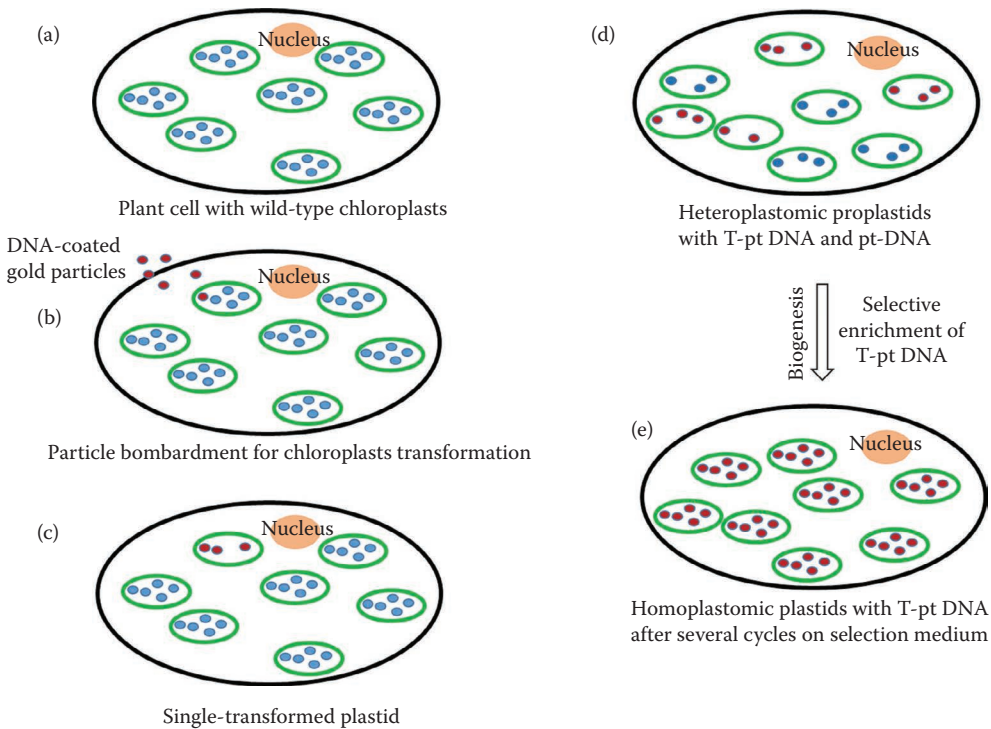 (a)
Nucleus
Plant cell with wild-type chloroplasts
DNA-coated
gold particles
Nucleus
(b)
Particle bombardment for chloroplasts transformation
(c)
Nucleus
Single-transformed plastid
(d)
Nucleus
Heteroplastomic proplastids
with T-pt DNA and pt-DNA
Biogenesis
Selective
enrichment of
T-pt DNA
(e)
Nucleus
Homoplastomic plastids with T-pt DNA
after several cycles on selection medium